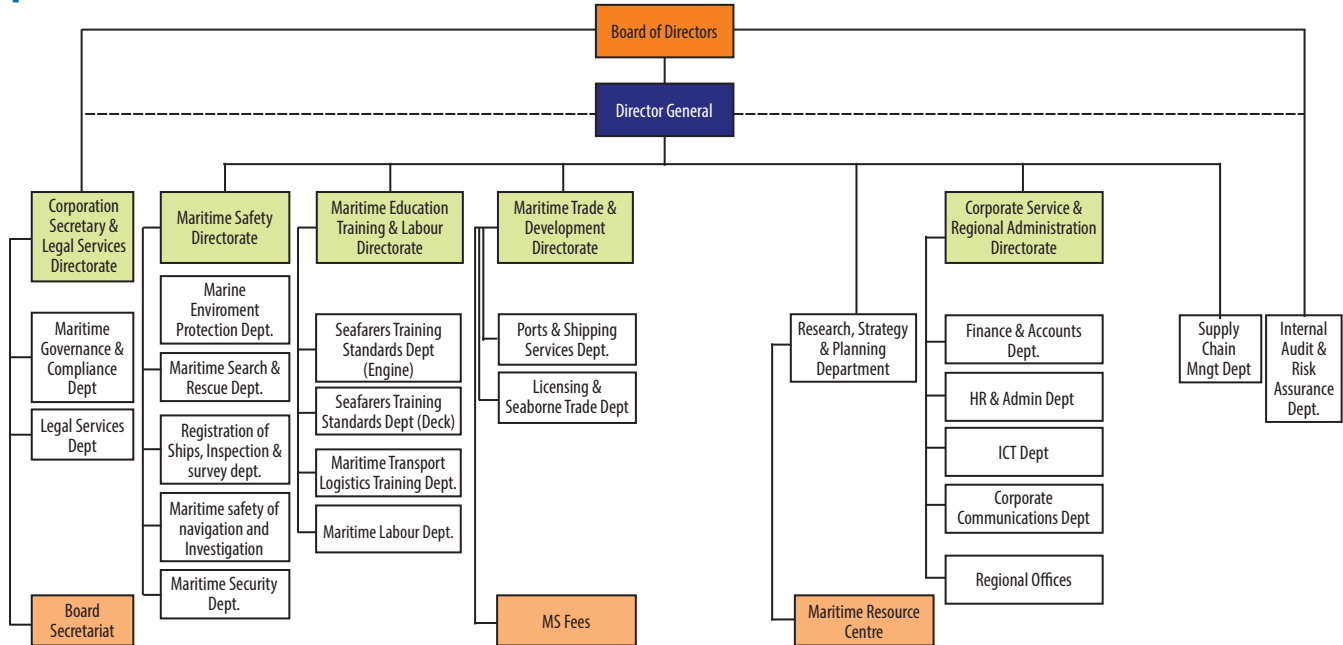 Board of Directors
Director General
Corporation
Secretary &
Legal Services
Directorate
Maritime Safety
Directorate
Maritime Education
Training & Labour
Directorate
Maritime Trade &
Development
Directorate
Corporate Service &
Regional Administration
Directorate
Maritime
Governance &
Compliance
Dept
Legal Services
Dept
Board
Secretariat
Marine
Enviroment
Protection Dept.
Maritime Search &
Rescue Dept.
Registration of
Ships, Inspection &
survey dept.
Maritime safety of
navigation and
Investigation
Maritime Security
Dept.
Seafarers Training
Standards Dept
(Engine)
Seafarers Training
Standards Dept (Deck)
Maritime Transport
Logistics Training Dept.
Maritime Labour Dept.
Ports & Shipping
Services Dept.
Licensing &
Seaborne Trade Dept
MS Fees
Research, Strategy
& Planning
Department
Maritime Resource
Centre
Finance & Accounts
Dept.
HR & Admin Dept
ICT Dept
Corporate
Communications Dept
Regional Offices
Supply
Chain
Mngt Dept
Internal
Audit &
Risk
Assurance
Dept.